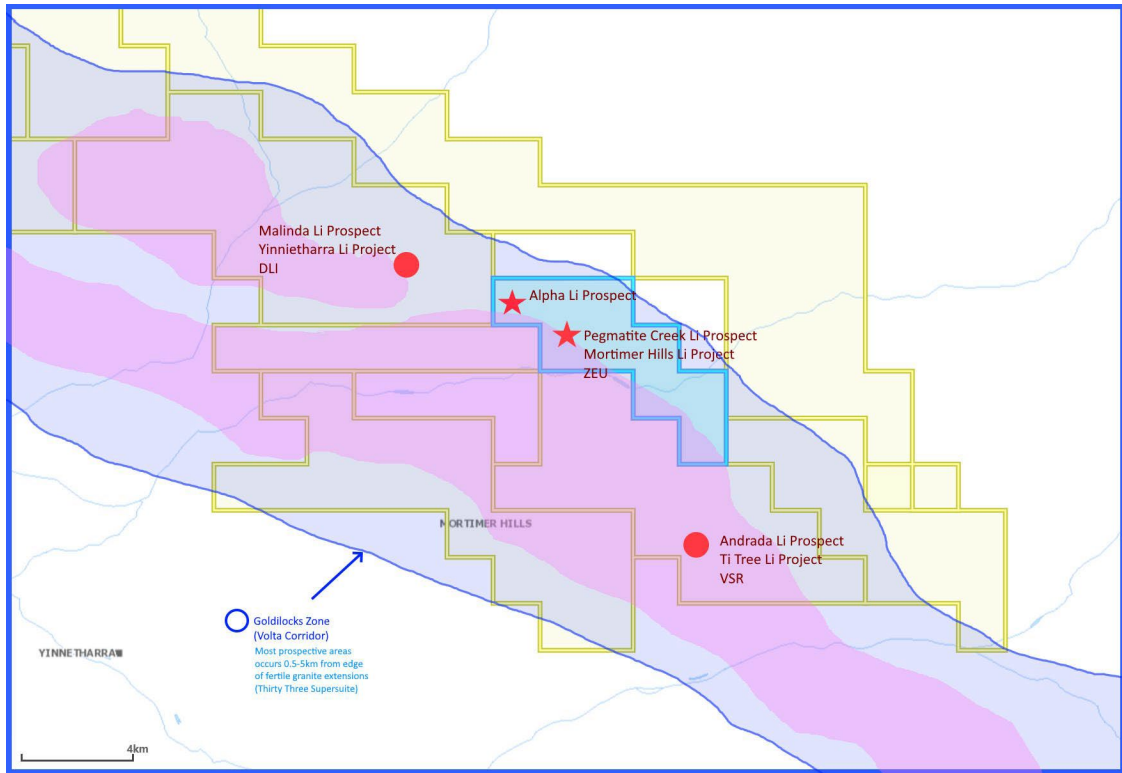 Malinda Li Prospect
Yinnietharra Li Project
DLI
Alpha Li Prospect
Pegmatite Creek Li Prospect
Mortimer Hills Li Project
ZEU
MORTIMER HILLS
Andrada Li Prospect
Ti Tree Li Project
VSR
Goldilocks Zone
(Volta Corridor)
Most prospective areas
occurs 0.5-5km from edge
of fertile granite extensions
(Thirty Three Supersuite)
YINNETHARRA
4km